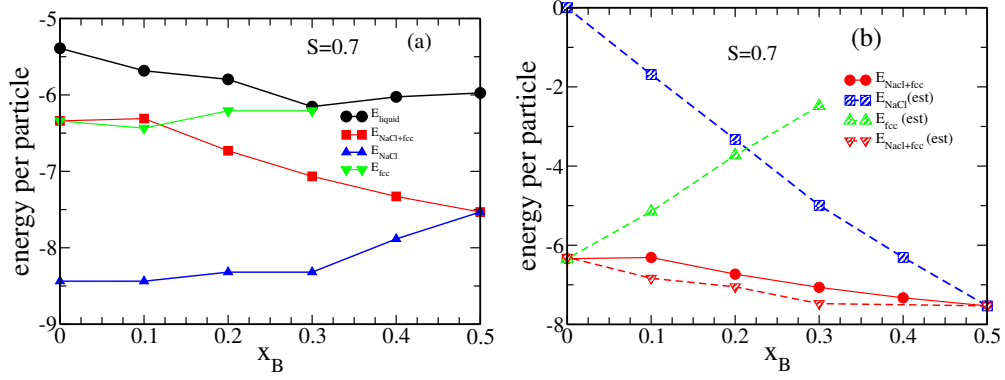 S=0.7
(a)
E_liquid
E_NaCl+fcc
E_NaCl
E_fcc
energy per particle
-5
-6
-7
-8
-9
0
0.1
0.2
0.3
0.4
0.5
x_B
(b)
S=0.7
E_Nacl+fcc
E_NaCl (est)
E_fcc (est)
E_Nacl+fcc (est)
energy per particle
0
-2
-4
-6
-8
0
0.1
0.2
0.3
0.4
0.5
x_B